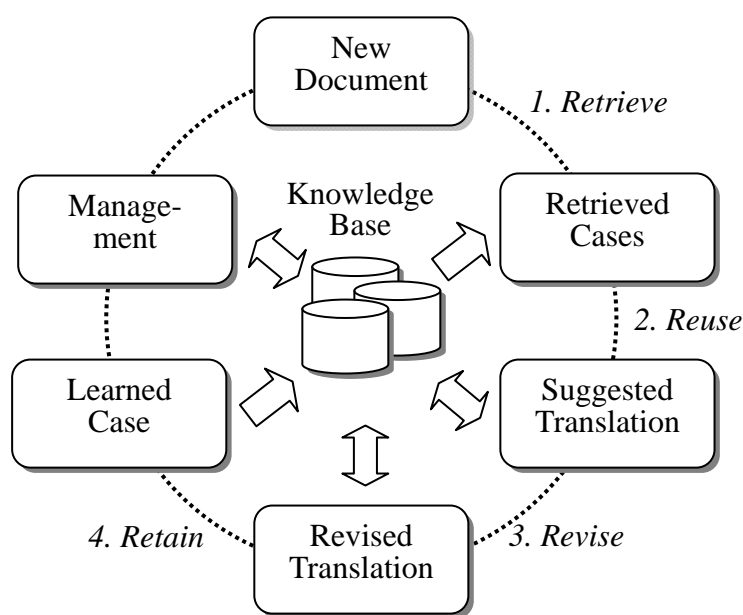 New
Document
1. Retrieve
Manage-
ment
Knowledge
Base
Retrieved
Cases
2. Reuse
Learned
Case
Suggested
Translation
4. Retain
Revised
Translation
3. Revise